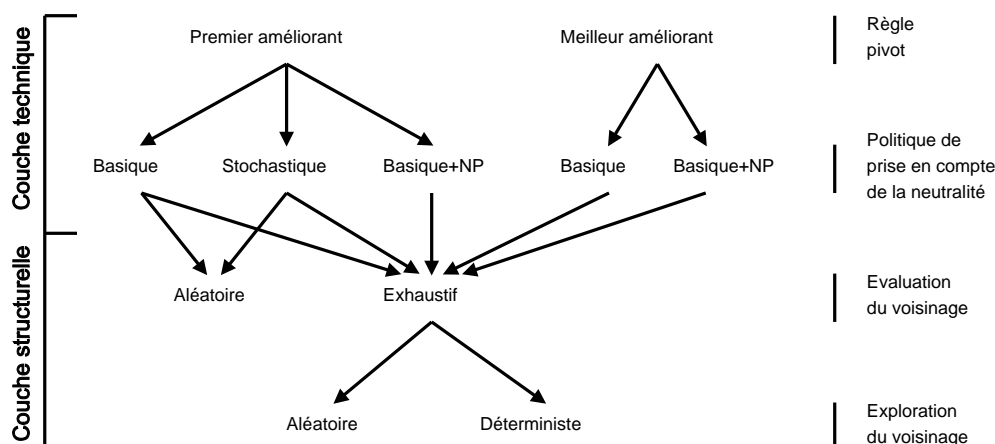 Couche technique
Premier améliorant
Meilleur améliorant
Règle
pivot
Basique
Stochastique
Basique+NP
Basique
Basique+NP
Politique de
prise en compte
de la neutralité
Couche structurelle
Aléatoire
Exhaustif
Evaluation
du voisinage
Aléatoire
Déterministe
Exploration
du voisinage